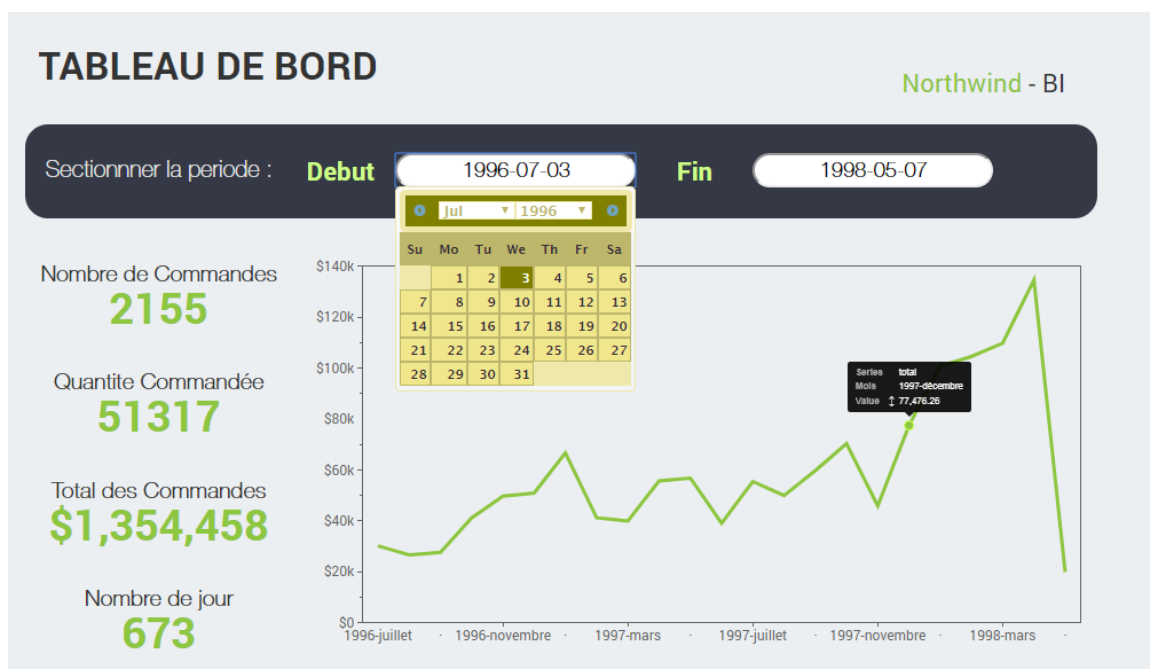 TABLEAU DE BORD
Northwind - BI
Sectionnner la periode :
Debut
1996-07-03
Fin
1998-05-07
Jul
1996
Su Mo Tu We Th Fr Sa
1 2 3 4 5 6
7 8 9 10 11 12 13
14 15 16 17 18 19 20
21 22 23 24 25 26 27
28 29 30 31
Nombre de Commandes
2155
Quantite Commandée
51317
Total des Commandes
$1,354,458
Nombre de jour
673
$140k
$120k
$100k
$80k
$60k
$40k
$20k
$0
Series total
Mois 1997-décembre
Value 77,476.26
1996-juillet · 1996-novembre · 1997-mars · 1997-juillet · 1997-novembre · 1998-mars ·